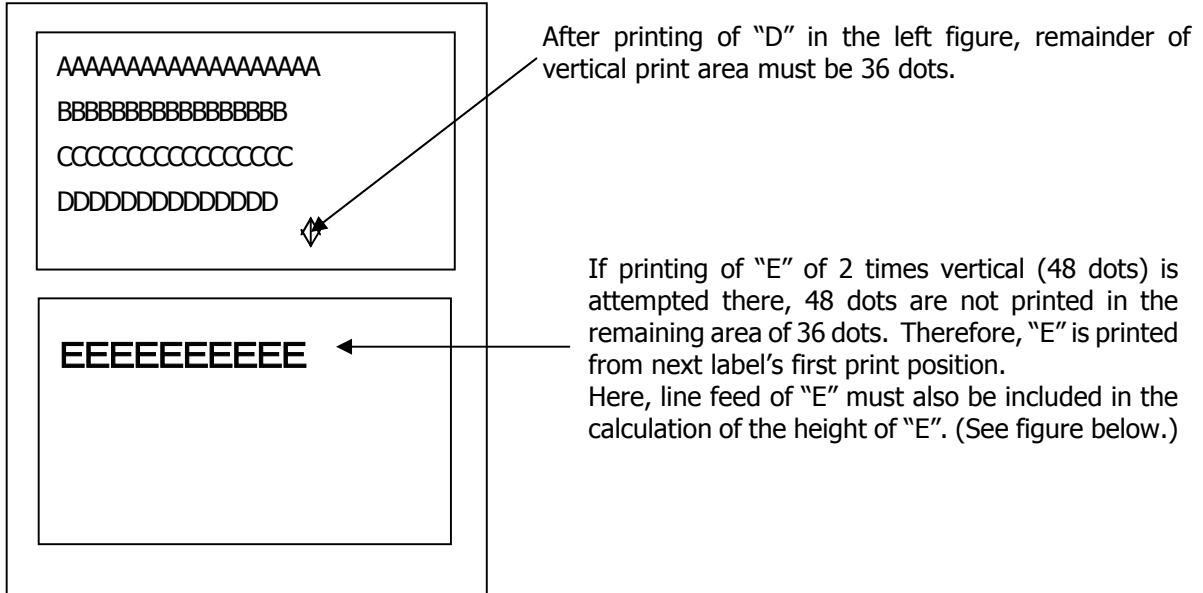 After printing of “D” in the left figure, remainder of
vertical print area must be 36 dots.
AAAAAAAAAAAAAAAAAAA
BBBBBBBBBBBBBBBBB
CCCCCCCCCCCCCCCCC
DDDDDDDDDDDDDD
If printing of “E” of 2 times vertical (48 dots) is
attempted there, 48 dots are not printed in the
remaining area of 36 dots. Therefore, “E” is printed
from next label’s first print position.
Here, line feed of “E” must also be included in the
calculation of the height of “E”. (See figure below.)
EEEEEEEEEE